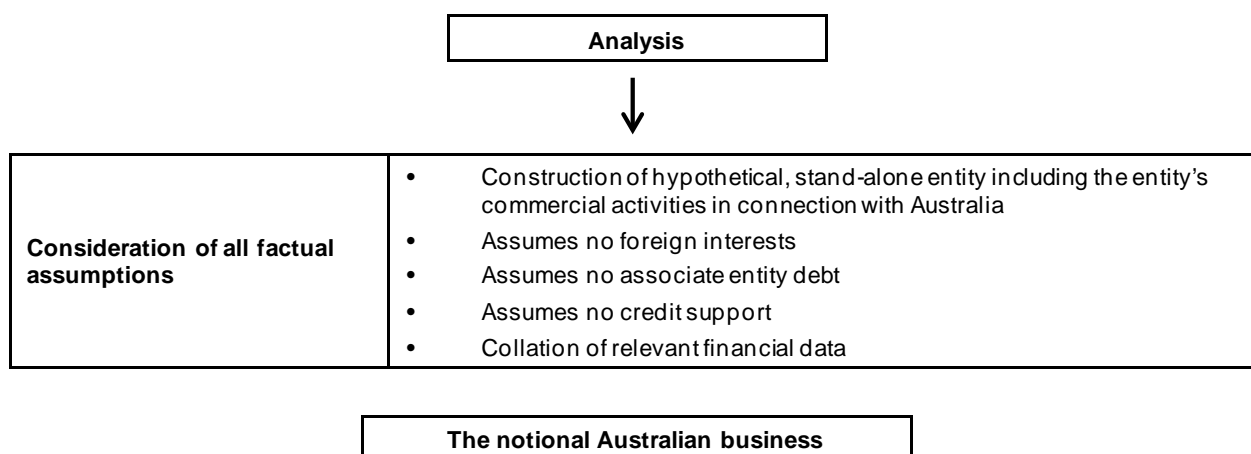 Analysis
Consideration of all factual
assumptions
• Construction of hypothetical, stand-alone entity including the entity's
commercial activities in connection with Australia
• Assumes no foreign interests
• Assumes no associate entity debt
• Assumes no credit support
• Collation of relevant financial data
The notional Australian business